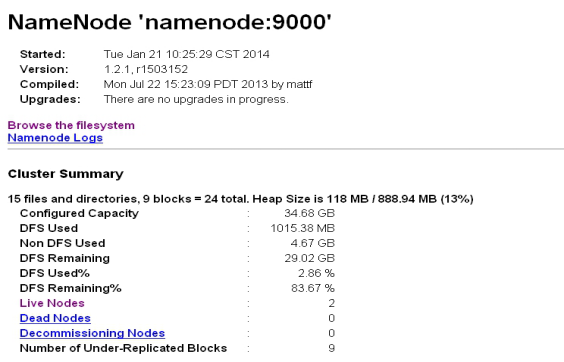 NameNode 'namenode:9000'
Started: Tue Jan 21 10:25:29 CST 2014
Version: 1.2.1, r1503152
Compiled: Mon Jul 22 15:23:09 PDT 2013 by mattf
Upgrades: There are no upgrades in progress.
Browse the filesystem
Namenode Logs
Cluster Summary
15 files and directories, 9 blocks = 24 total. Heap Size is 118 MB / 888.94 MB (13%)
Configured Capacity : 34.68 GB
DFS Used : 1015.38 MB
Non DFS Used : 4.67 GB
DFS Remaining : 29.02 GB
DFS Used% : 2.86 %
DFS Remaining% : 83.67 %
Live Nodes : 2
Dead Nodes : 0
Decommissioning Nodes : 0
Number of Under-Replicated Blocks : 9